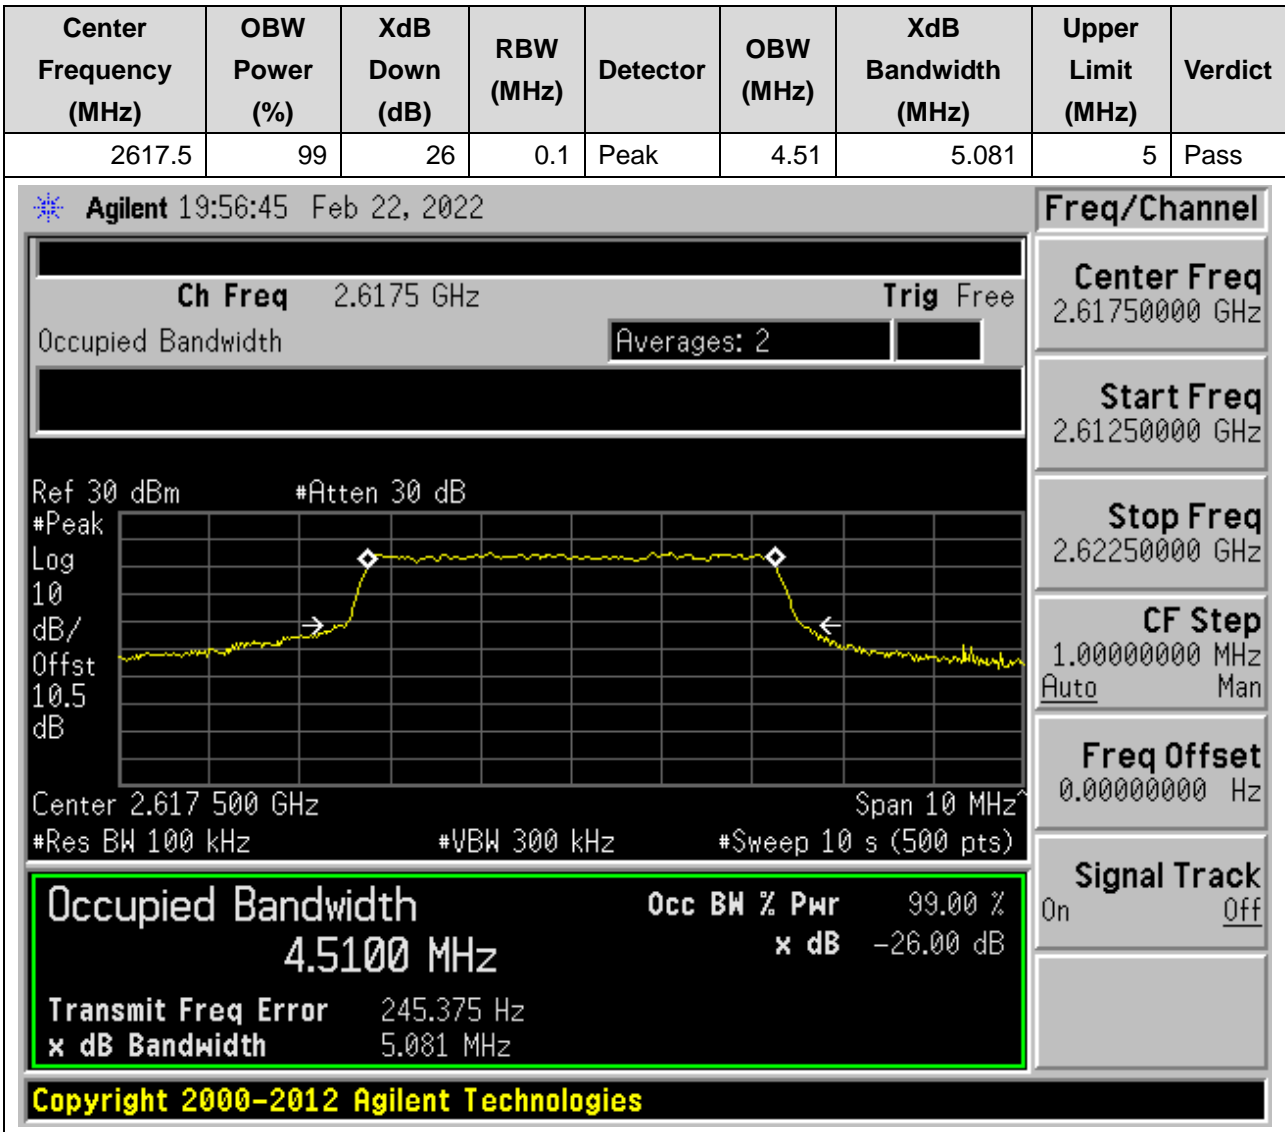 Center Frequency (MHz) OBW Power (%) XdB Down (dB) RBW (MHz) Detector OBW (MHz) XdB Bandwidth (MHz) Upper Limit (MHz) Verdict
2617.5 99 26 0.1 Peak 4.51 5.081 5 Pass
Agilent 19:56:45 Feb 22, 2022
Freq/Channel
Ch Freq 2.6175 GHz Trig Free
Occupied Bandwidth Averages: 2
Center Freq
2.61750000 GHz
Start Freq
2.61250000 GHz
Stop Freq
2.62250000 GHz
CF Step
1.00000000 MHz
Auto Man
Freq Offset
0.00000000 Hz
Signal Track
On Off
Ref 30 dBm #Atten 30 dB
#Peak
Log
10
dB/
Offst
10.5
dB
Center 2.617 500 GHz Span 10 MHz^
#Res BW 100 kHz #VBW 300 kHz #Sweep 10 s (500 pts)
Occupied Bandwidth Occ BW % Pwr 99.00 %
4.5100 MHz x dB -26.00 dB
Transmit Freq Error 245.375 Hz
x dB Bandwidth 5.081 MHz
Copyright 2000-2012 Agilent Technologies